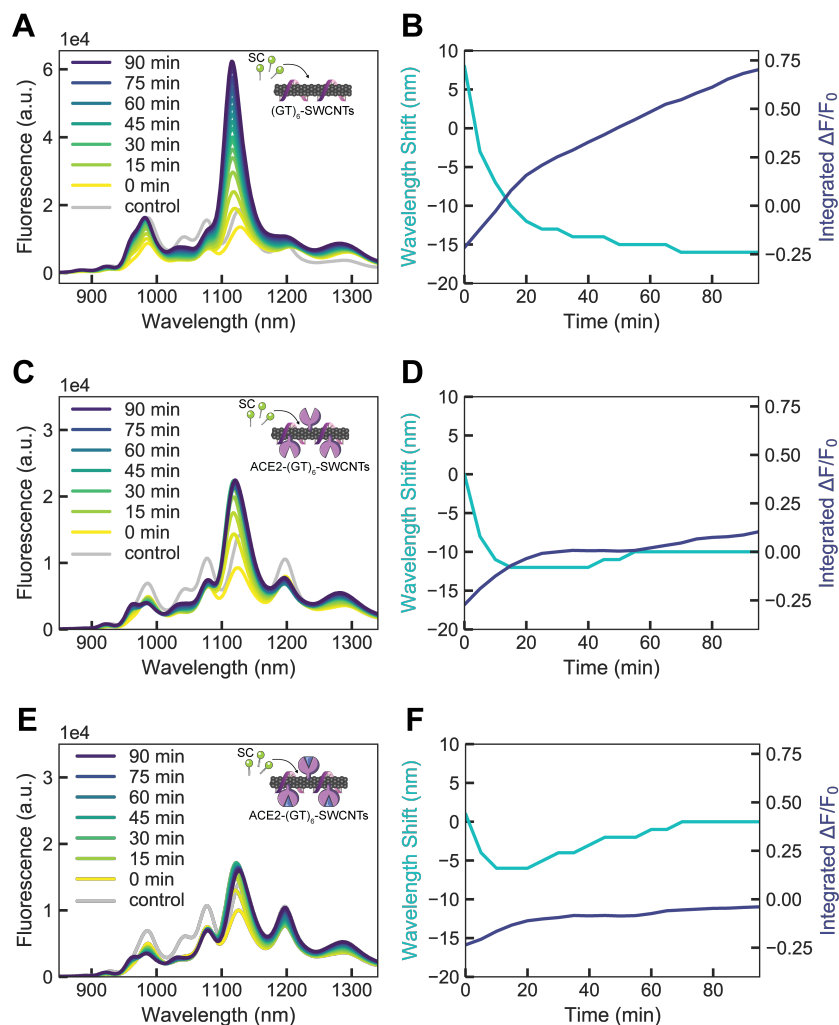 A
1e4
90 min
75 min
60 min
45 min
30 min
15 min
0 min
control
SC
(GT)6-SWCNTs
Fluorescence (a.u.)
6
4
2
0
900 1000 1100 1200 1300
Wavelength (nm)
B
Wavelength Shift (nm)
10
5
0
−5
−10
−15
−20
0 20 40 60 80
Time (min)
0.75
0.50
0.25
0.00
−0.25
Integrated ΔF/F0
C
1e4
90 min
75 min
60 min
45 min
30 min
15 min
0 min
control
SC
ACE2-(GT)6-SWCNTs
Fluorescence (a.u.)
3
2
1
0
900 1000 1100 1200 1300
Wavelength (nm)
D
Wavelength Shift (nm)
10
5
0
−5
−10
−15
−20
0 20 40 60 80
Time (min)
0.75
0.50
0.25
0.00
−0.25
Integrated ΔF/F0
E
1e4
90 min
75 min
60 min
45 min
30 min
15 min
0 min
control
SC
ACE2-(GT)6-SWCNTs
Fluorescence (a.u.)
3
2
1
0
900 1000 1100 1200 1300
Wavelength (nm)
F
Wavelength Shift (nm)
10
5
0
−5
−10
−15
−20
0 20 40 60 80
Time (min)
0.75
0.50
0.25
0.00
−0.25
Integrated ΔF/F0